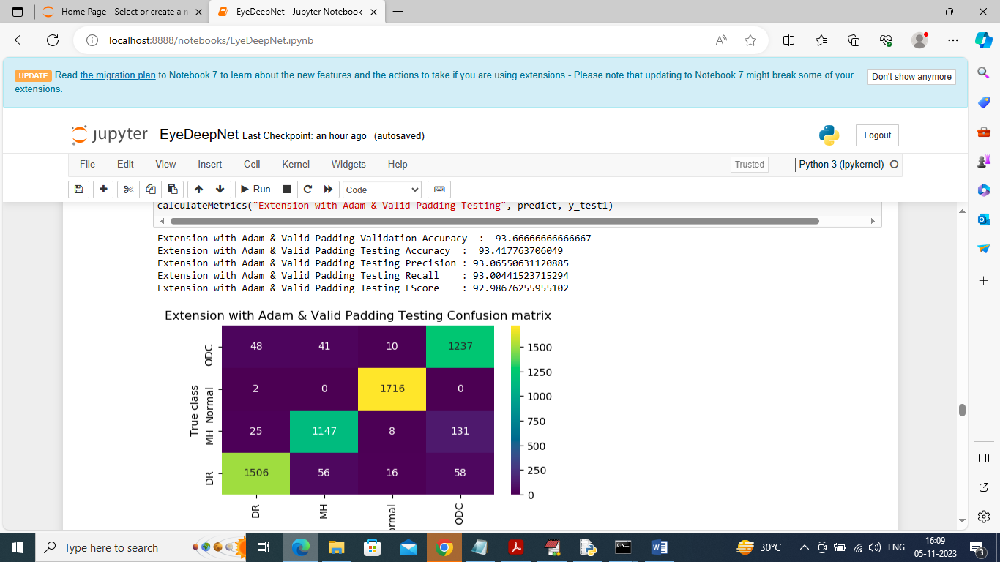 Home Page - Select or create a n
EyeDeepNet - Jupyter Notebook
localhost:8888/notebooks/EyeDeepNet.ipynb
UPDATE Read the migration plan to Notebook 7 to learn about the new features and the actions to take if you are using extensions - Please note that updating to Notebook 7 might break some of your
extensions.
Don't show anymore
jupyter EyeDeepNet Last Checkpoint: an hour ago (autosaved)
Logout
File Edit View Insert Cell Kernel Widgets Help
Trusted
Python 3 (ipykernel)
Run
Code
calculateMetrics("Extension with Adam & Valid Padding Testing", predict, y_test1)
Extension with Adam & Valid Padding Validation Accuracy  :  93.66666666666667
Extension with Adam & Valid Padding Testing Accuracy  :  93.417763706049
Extension with Adam & Valid Padding Testing Precision : 93.06550631120885
Extension with Adam & Valid Padding Testing Recall    : 93.00441523715294
Extension with Adam & Valid Padding Testing FScore    : 92.98676255955102
Extension with Adam & Valid Padding Testing Confusion matrix
True class
ODC 48 41 10 1237
Normal 2 0 1716 0
MH 25 1147 8 131
DR 1506 56 16 58
DR MH ormal ODC
1500
1250
1000
750
500
250
0
Type here to search
30°C
ENG
16:09
05-11-2023
3